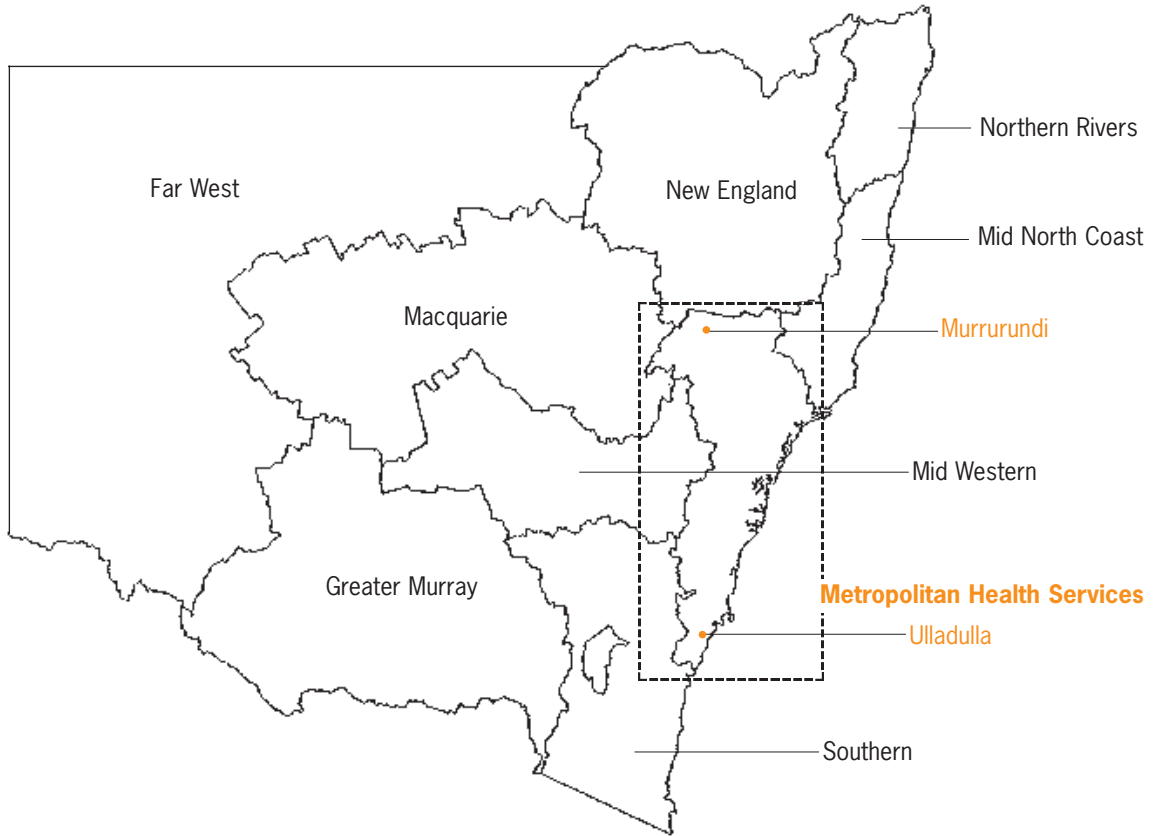 Northern Rivers
Far West
New England
Mid North Coast
Macquarie
Murrurundi
Mid Western
Greater Murray
Metropolitan Health Services
Ulladulla
Southern